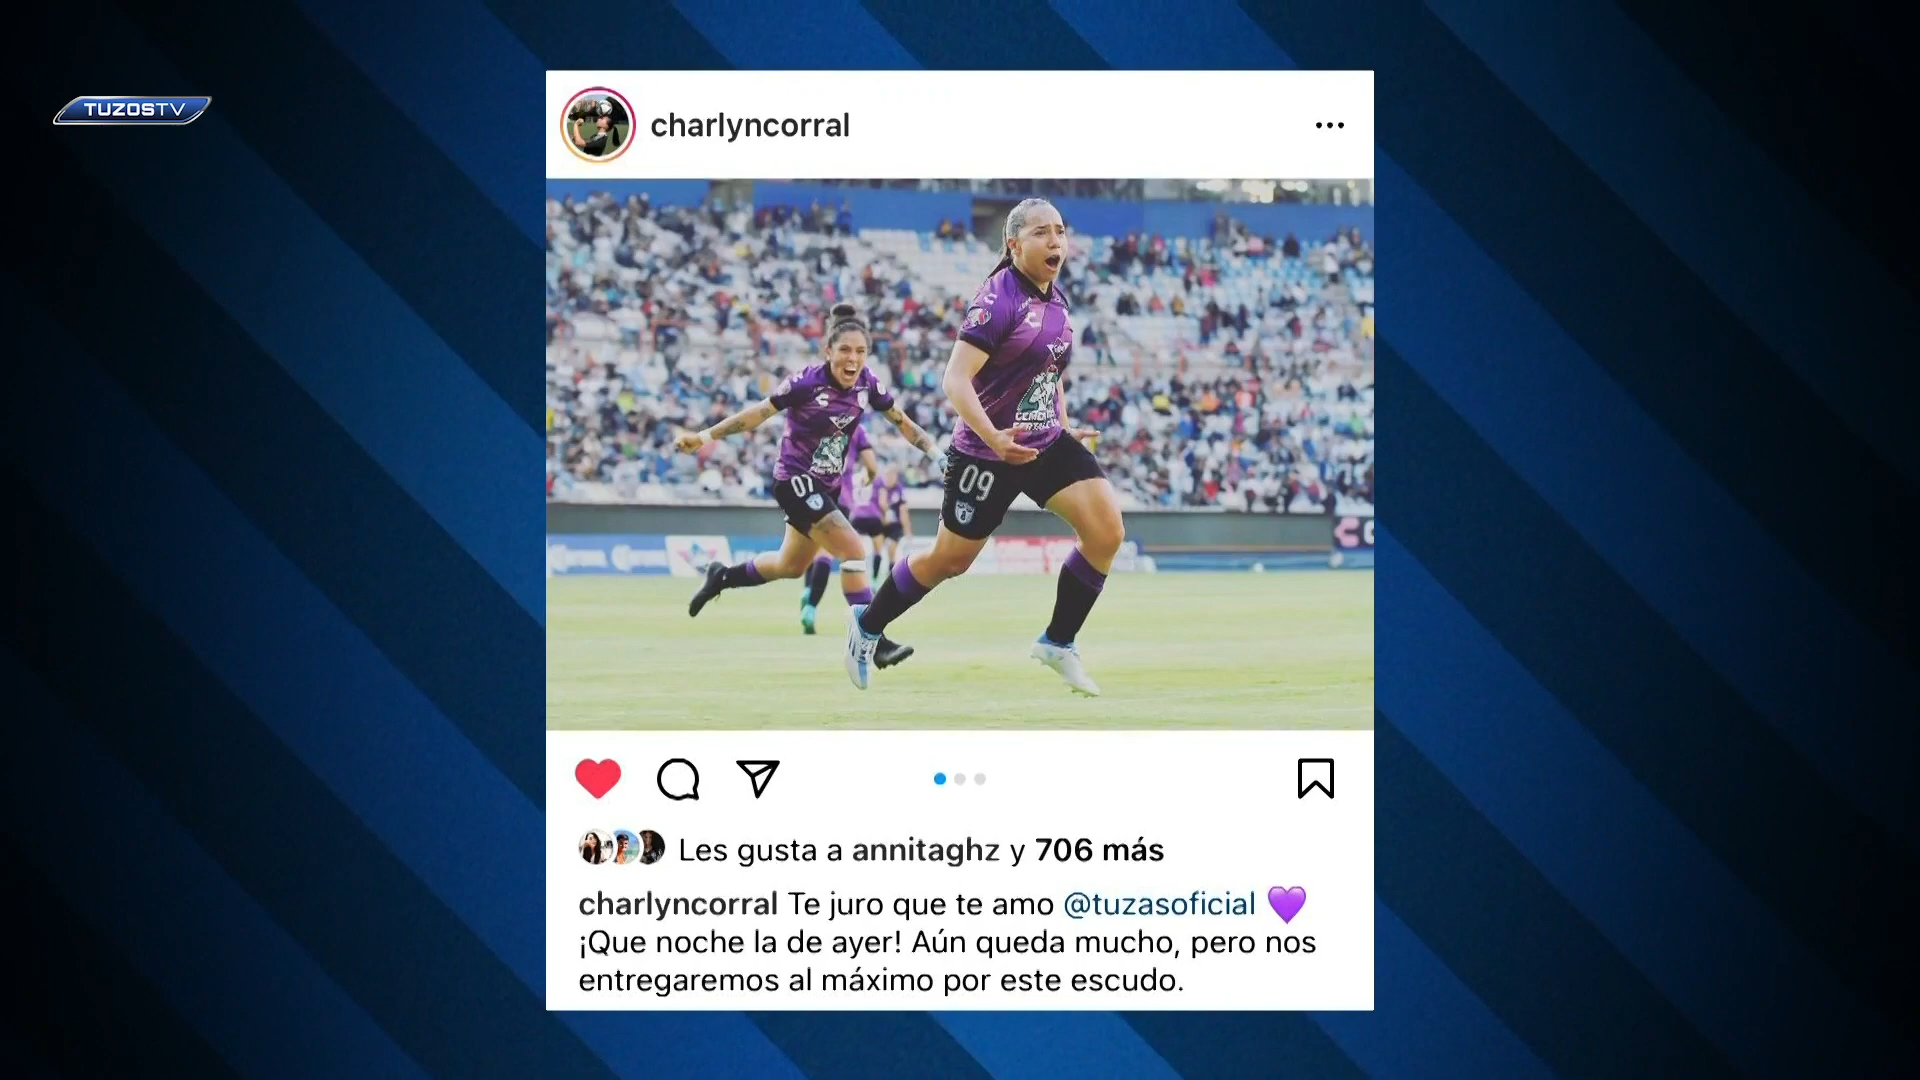 TUZOSTV
charlyncorral
07
09
Les gusta a annitaghz y 706 más
charlyncorral Te juro que te amo @tuzasoficial
¡Que noche la de ayer! Aún queda mucho, pero nos
entregaremos al máximo por este escudo.